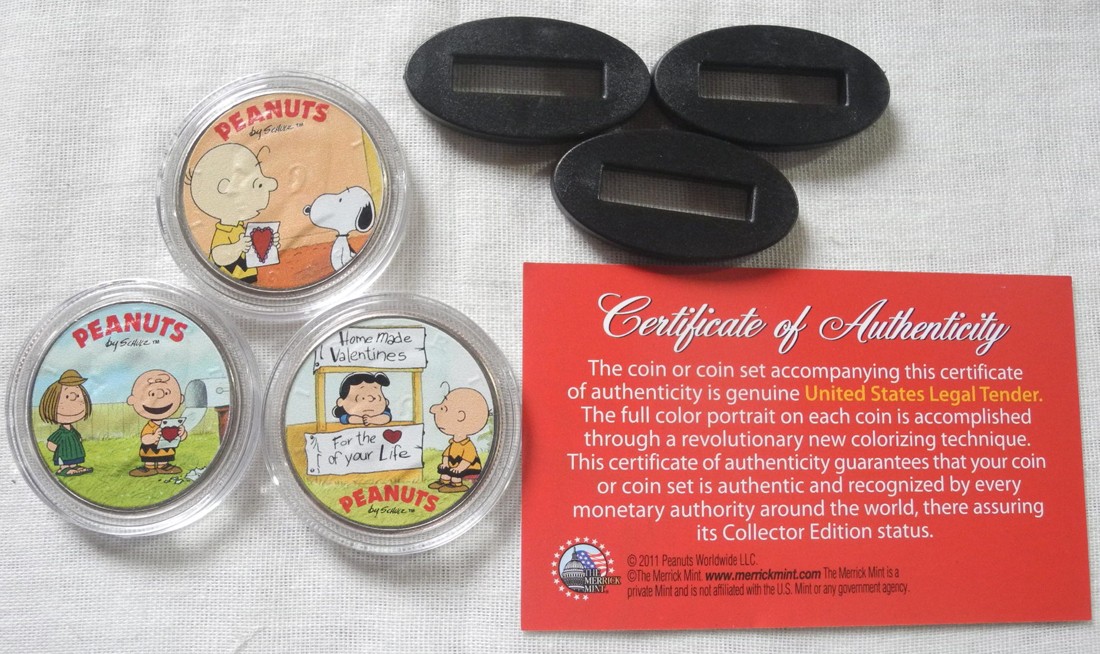 PEANUTS
by SCHULZ ™
PEANUTS
by SCHULZ ™
Home made
Valentines
For the ♥
of your Life
PEANUTS
by SCHULZ ™
Certificate of Authenticity
The coin or coin set accompanying this certificate
of authenticity is genuine United States Legal Tender.
The full color portrait on each coin is accomplished
through a revolutionary new colorizing technique.
This certificate of authenticity guarantees that your coin
or coin set is authentic and recognized by every
monetary authority around the world, there assuring
its Collector Edition status.
THE
MERRICK
MINT
© 2011 Peanuts Worldwide LLC.
©The Merrick Mint www.merrickmint.com The Merrick Mint is a
private Mint and is not affiliated with the U.S. Mint or any government agency.